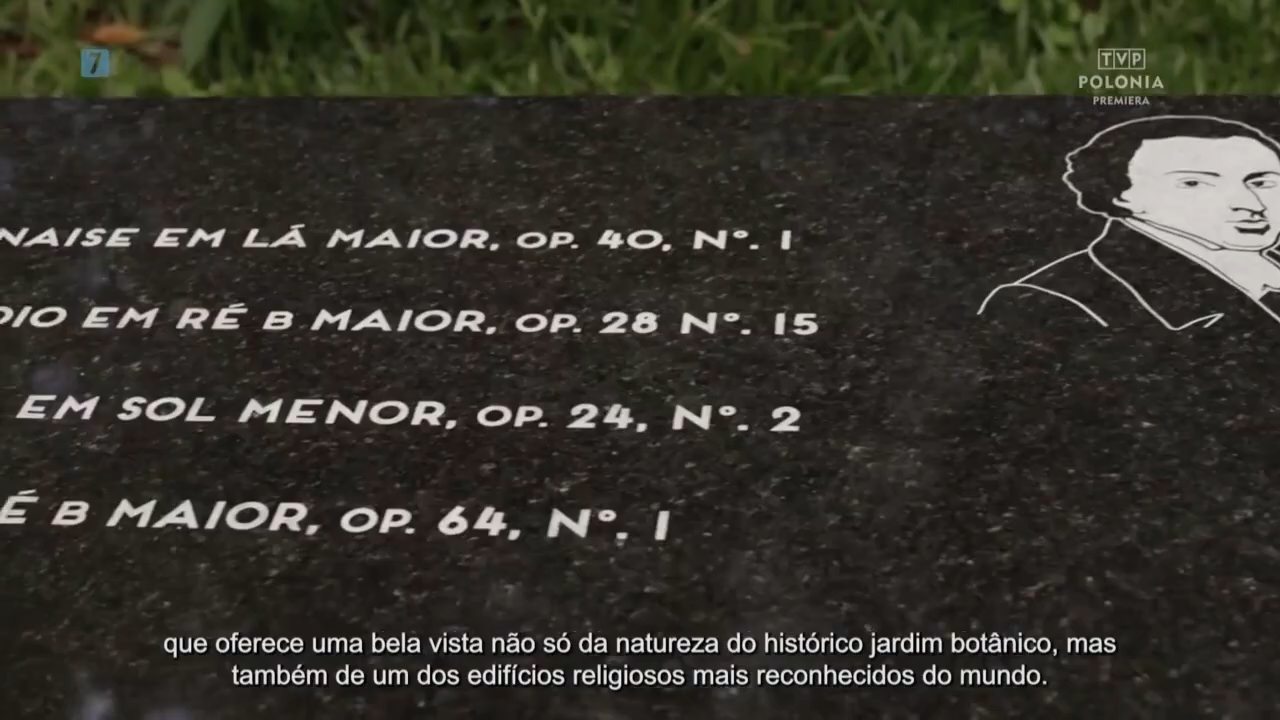 7
TVP
POLONIA
PREMIERA
NAISE EM LÁ MAIOR, OP. 40, Nº. 1
DIO EM RÉ B MAIOR, OP. 28 Nº. 15
EM SOL MENOR, OP. 24, Nº. 2
É B MAIOR, OP. 64, Nº. 1
que oferece uma bela vista não só da natureza do histórico jardim botânico, mas
também de um dos edifícios religiosos mais reconhecidos do mundo.